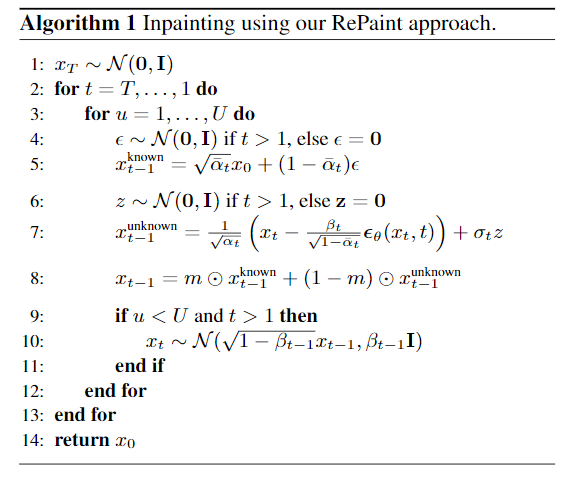 Algorithm 1 Inpainting using our RePaint approach.
1: $x_T \sim \mathcal{N}(\mathbf{0}, \mathbf{I})$
2: for $t = T, \ldots, 1$ do
3: for $u = 1, \ldots, U$ do
4: $\epsilon \sim \mathcal{N}(\mathbf{0}, \mathbf{I})$ if $t > 1$, else $\epsilon = \mathbf{0}$
5: $x_{t-1}^{\text{known}} = \sqrt{\bar{\alpha}_t} x_0 + (1 - \bar{\alpha}_t)\epsilon$
6: $z \sim \mathcal{N}(\mathbf{0}, \mathbf{I})$ if $t > 1$, else $\mathbf{z} = \mathbf{0}$
7: $x_{t-1}^{\text{unknown}} = \frac{1}{\sqrt{\alpha_t}} \left( x_t - \frac{\beta_t}{\sqrt{1-\bar{\alpha}_t}} \boldsymbol{\epsilon}_\theta(x_t, t) \right) + \sigma_t z$
8: $x_{t-1} = m \odot x_{t-1}^{\text{known}} + (1 - m) \odot x_{t-1}^{\text{unknown}}$
9: if $u < U$ and $t > 1$ then
10: $x_t \sim \mathcal{N}(\sqrt{1 - \beta_{t-1}} x_{t-1}, \beta_{t-1}\mathbf{I})$
11: end if
12: end for
13: end for
14: return $x_0$